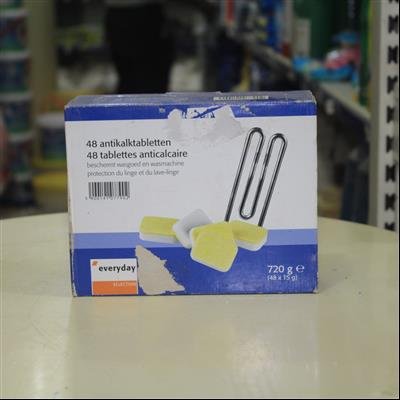 48 antikalktabletten
48 tablettes anticalcaire
beschermt wasgoed en wasmachine
protection du linge et du lave-linge
everyday
SELECTION
720 g e
(48 x 15 g)